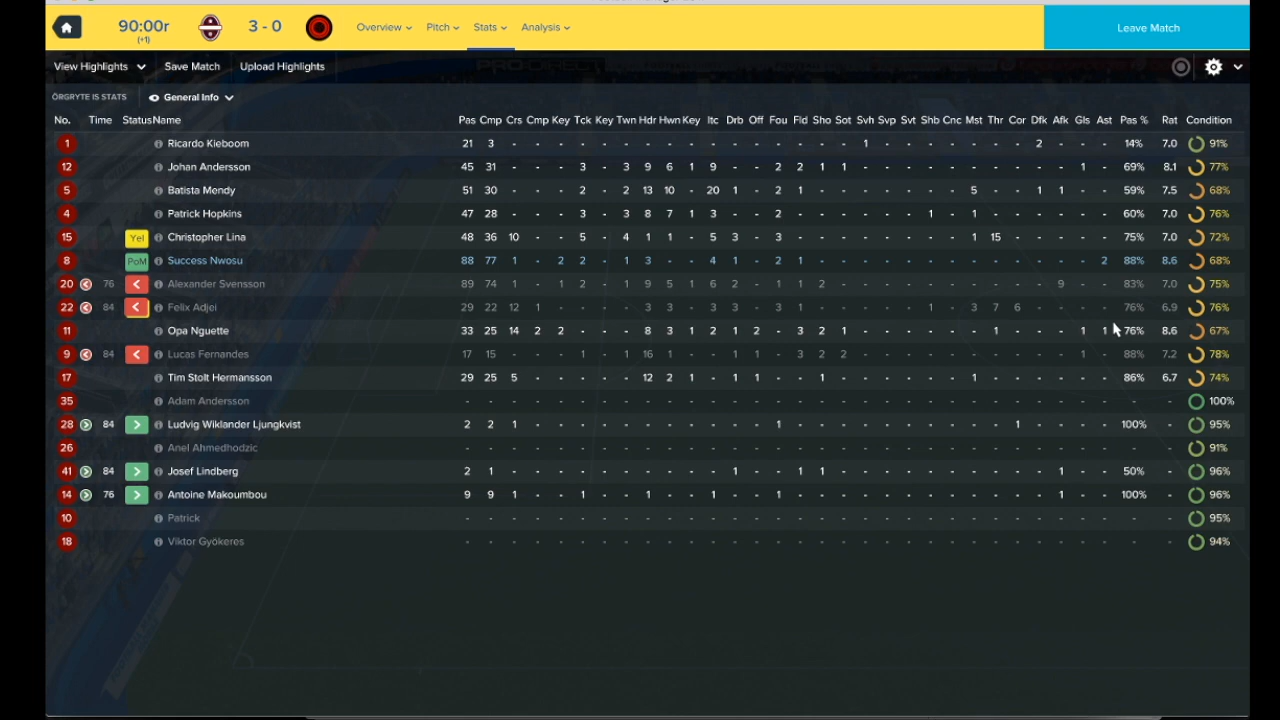 90:00r 3 - 0 Overview Pitch Stats Analysis Leave Match
(+1)
View Highlights Save Match Upload Highlights
ÖRGRYTE IS STATS General Info
No. Time Status Name Pas Cmp Crs Cmp Key Tck Key Twn Hdr Hwn Key Itc Drb Off Fou Fld Sho Sot Svh Svp Svt Shb Cnc Mst Thr Cor Dfk Afk Gls Ast Pas % Rat Condition
1 Ricardo Kieboom 21 3 - - - - - - - - - - - - - - - - 1 - - - - - - - 2 - - - 14% 7.0 91%
12 Johan Andersson 45 31 - - - 3 - 3 9 6 1 9 - - 2 2 1 1 - - - - - - - - - - 1 - 69% 8.1 77%
5 Batista Mendy 51 30 - - - 2 - 2 13 10 - 20 1 - 2 1 - - - - - - - 5 - - 1 1 - - 59% 7.5 68%
4 Patrick Hopkins 47 28 - - - 3 - 3 8 7 1 3 - - 2 - - - - - - 1 - 1 - - - - - - 60% 7.0 76%
15 Yel Christopher Lina 48 36 10 - - 5 - 4 1 1 - 5 3 - 3 - - - - - - - - 1 15 - - - - - 75% 7.0 72%
8 PoM Success Nwosu 88 77 1 - 2 2 - 1 3 - - 4 1 - 2 1 - - - - - - - - - - - - - 2 88% 8.6 68%
20 76 Alexander Svensson 89 74 1 - 1 2 - 1 9 5 1 6 2 - 1 1 2 - - - - - - - - - - 9 - - 83% 7.0 75%
22 84 Felix Adjei 29 22 12 1 - - - - 3 3 - 3 3 - 3 1 - - - - - 1 - 3 7 6 - - - - 76% 6.9 76%
11 Opa Nguette 33 25 14 2 2 - - - 8 3 1 2 1 2 - 3 2 1 - - - - - - 1 - - - 1 1 76% 8.6 67%
9 84 Lucas Fernandes 17 15 - - - 1 - 1 16 1 - - 1 1 - 3 2 2 - - - - - - - - - - 1 - 88% 7.2 78%
17 Tim Stolt Hermansson 29 25 5 - - - - - 12 2 1 - 1 1 - - 1 - - - - - - 1 - - - - - - 86% 6.7 74%
35 Adam Andersson - - - - - - - - - - - - - - - - - - - - - - - - - - - - - - - - 100%
28 84 Ludvig Wiklander Ljungkvist 2 2 1 - - - - - - - - - - - 1 - - - - - - - - - - 1 - - - - 100% - 95%
26 Anel Ahmedhodzic - - - - - - - - - - - - - - - - - - - - - - - - - - - - - - - - 91%
41 84 Josef Lindberg 2 1 - - - - - - - - - - 1 - - 1 1 - - - - - - - - - - 1 - - 50% - 96%
14 76 Antoine Makoumbou 9 9 1 - - 1 - - 1 - - 1 - - 1 - - - - - - - - - - - - 1 - - 100% - 96%
10 Patrick - - - - - - - - - - - - - - - - - - - - - - - - - - - - - - - - 95%
18 Viktor Gyökeres - - - - - - - - - - - - - - - - - - - - - - - - - - - - - - - - 94%